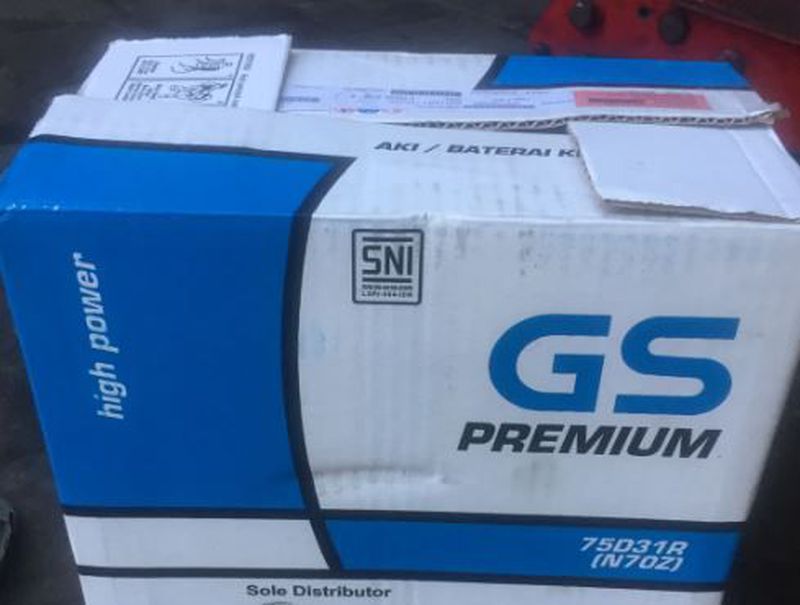 AKI / BATERAI
high power
SNI
GS
PREMIUM
75D31R
(N70Z)
Sole Distributor